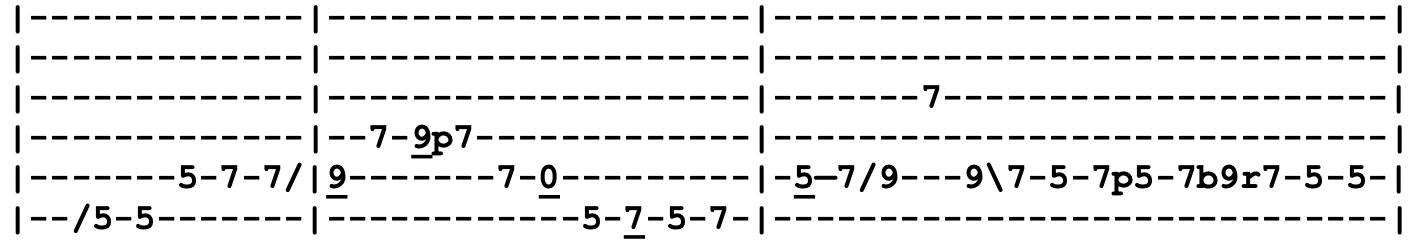 |-------------|--------------------|-----------------------------|
|-------------|--------------------|-----------------------------|
|-------------|--------------------|-------7---------------------|
|-------------|--7-9p7-------------|-----------------------------|
|-------5-7-7/|9-------7-0---------|-5-7/9---9\7-5-7p5-7b9r7-5-5-|
|--/5-5-------|------------5-7-5-7-|-----------------------------|